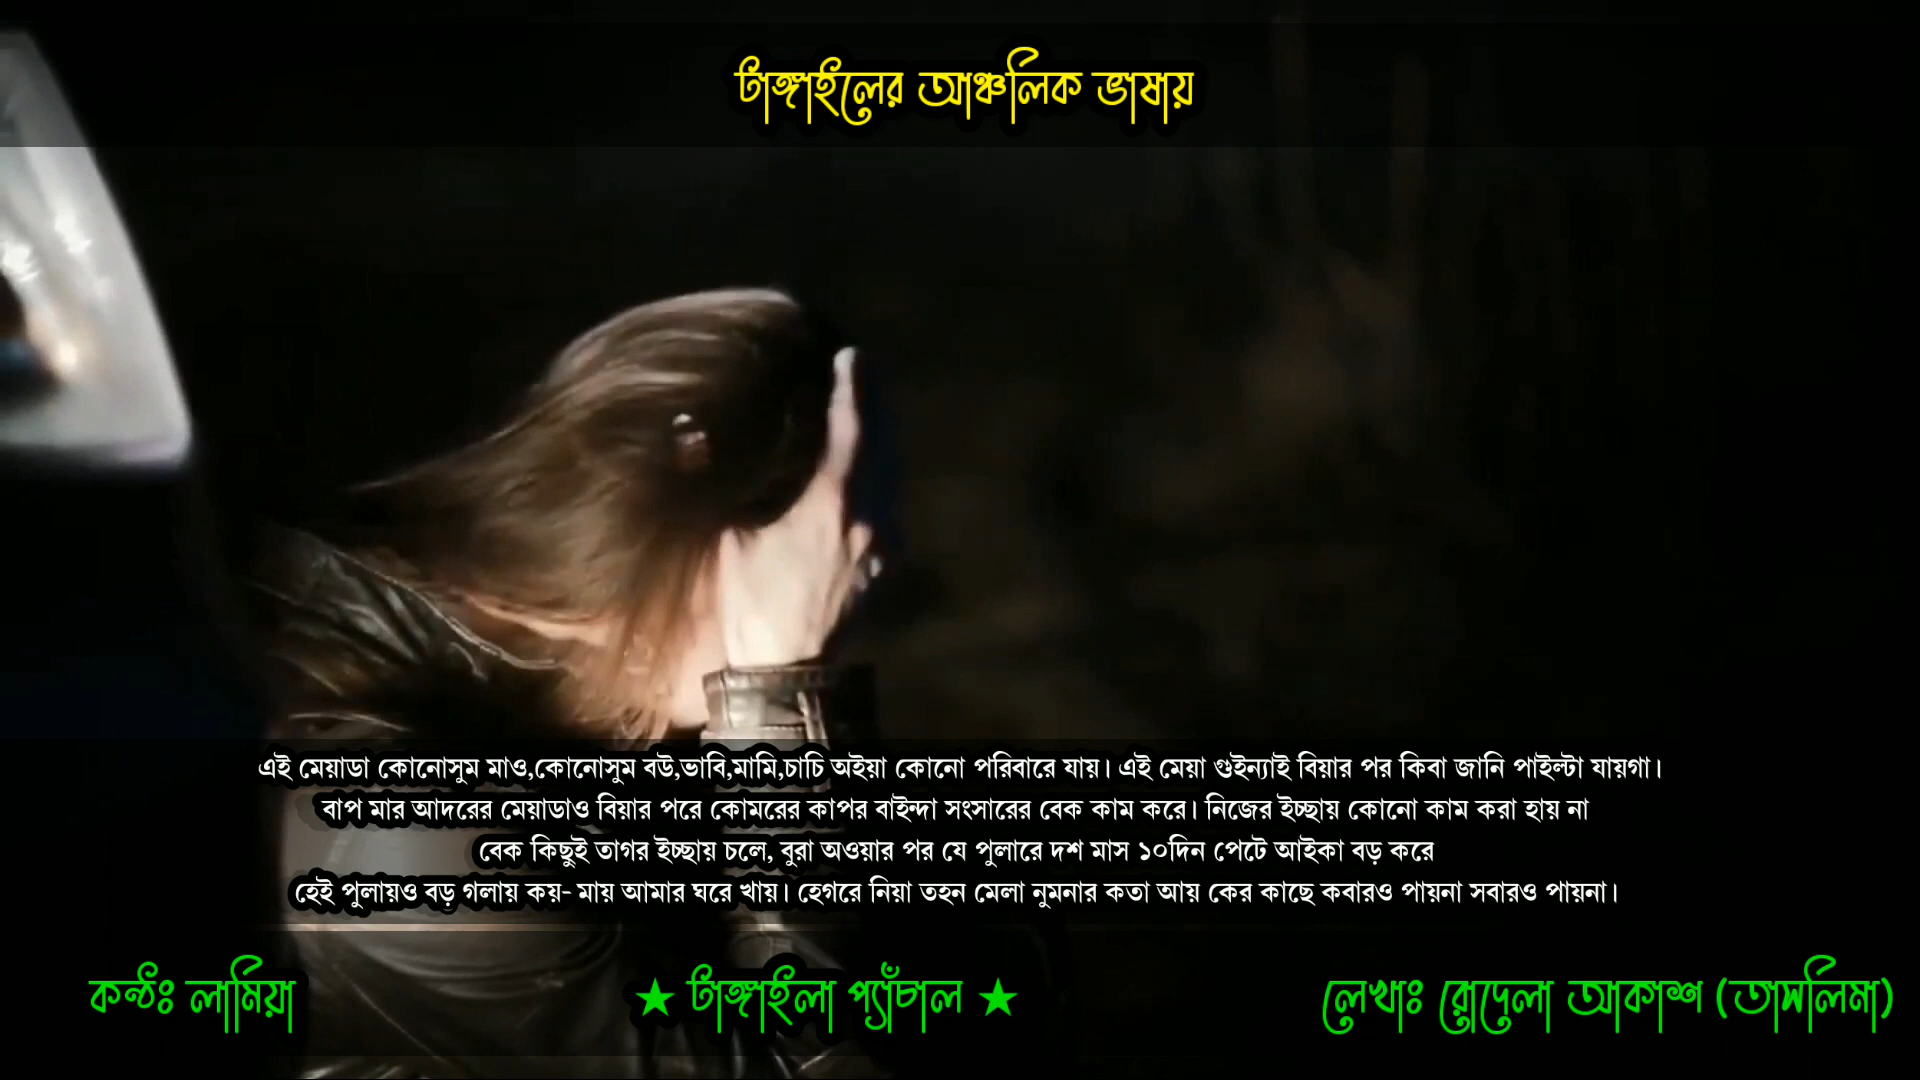 টাঙ্গাইলের আঞ্চলিক ভাষায়
এই মেয়াডা কোনোসুম মাও,কোনোসুম বউ,ভাবি,মামি,চাচি অইয়া কোনো পরিবারে যায়। এই মেয়া গুইন্যাই বিয়ার পর কিবা জানি পাইল্টা যায়গা।
বাপ মার আদরের মেয়াডাও বিয়ার পরে কোমরের কাপর বাইন্দা সংসারের বেক কাম করে। নিজের ইচ্ছায় কোনো কাম করা হায় না
বেক কিছুই তাগর ইচ্ছায় চলে, বুরা অওয়ার পর যে পুলারে দশ মাস ১০দিন পেটে আইকা বড় করে
হেই পুলায়ও বড় গলায় কয়- মায় আমার ঘরে খায়। হেগরে নিয়া তহন মেলা নুমনার কতা আয় কের কাছে কবারও পায়না সবারও পায়না।
কন্ঠঃ লামিয়া
★ টাঙ্গাইলা প্যাঁচাল ★
লেখাঃ রোদেলা আকাশ (তাসলিমা)